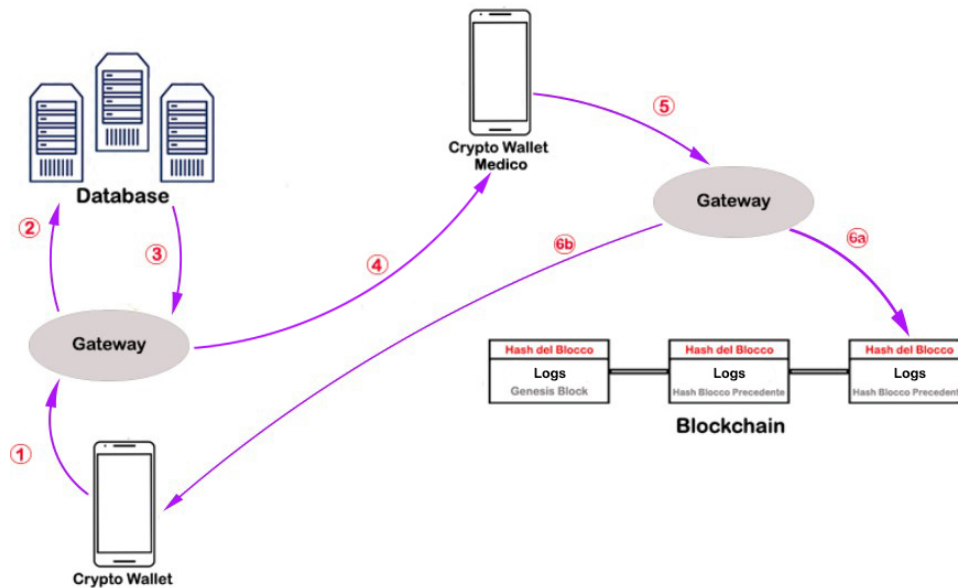 Database
Crypto Wallet
Medico
⑤
Gateway
②
③
④
6b
6a
Gateway
Hash del Blocco
Logs
Genesis Block
Hash del Blocco
Logs
Hash Blocco Precedente
Hash del Blocco
Logs
Hash Blocco Precedent
Blockchain
①
Crypto Wallet